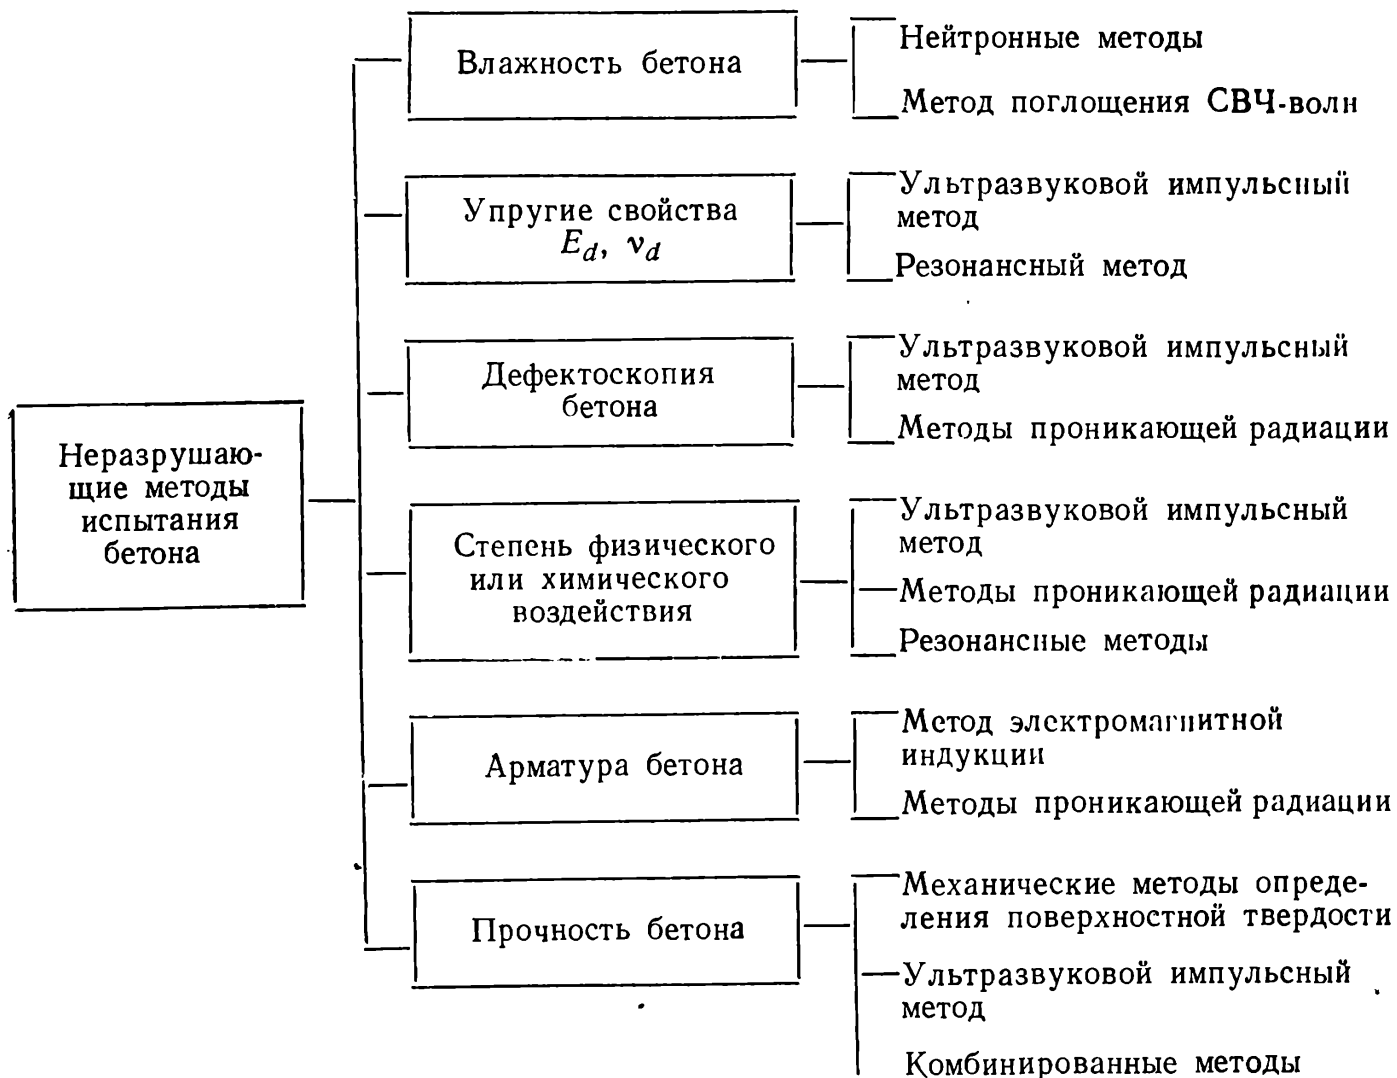 Неразрушаю-
щие методы
испытания
бетона
Влажность бетона
Нейтронные методы
Метод поглощения СВЧ-волн
Упругие свойства
E_d, ν_d
Ультразвуковой импульсный
метод
Резонансный метод
Дефектоскопия
бетона
Ультразвуковой импульсный
метод
Методы проникающей радиации
Степень физического
или химического
воздействия
Ультразвуковой импульсный
метод
Методы проникающей радиации
Резонансные методы
Арматура бетона
Метод электромагнитной
индукции
Методы проникающей радиации
Прочность бетона
Механические методы опреде-
ления поверхностной твердости
Ультразвуковой импульсный
метод
Комбинированные методы